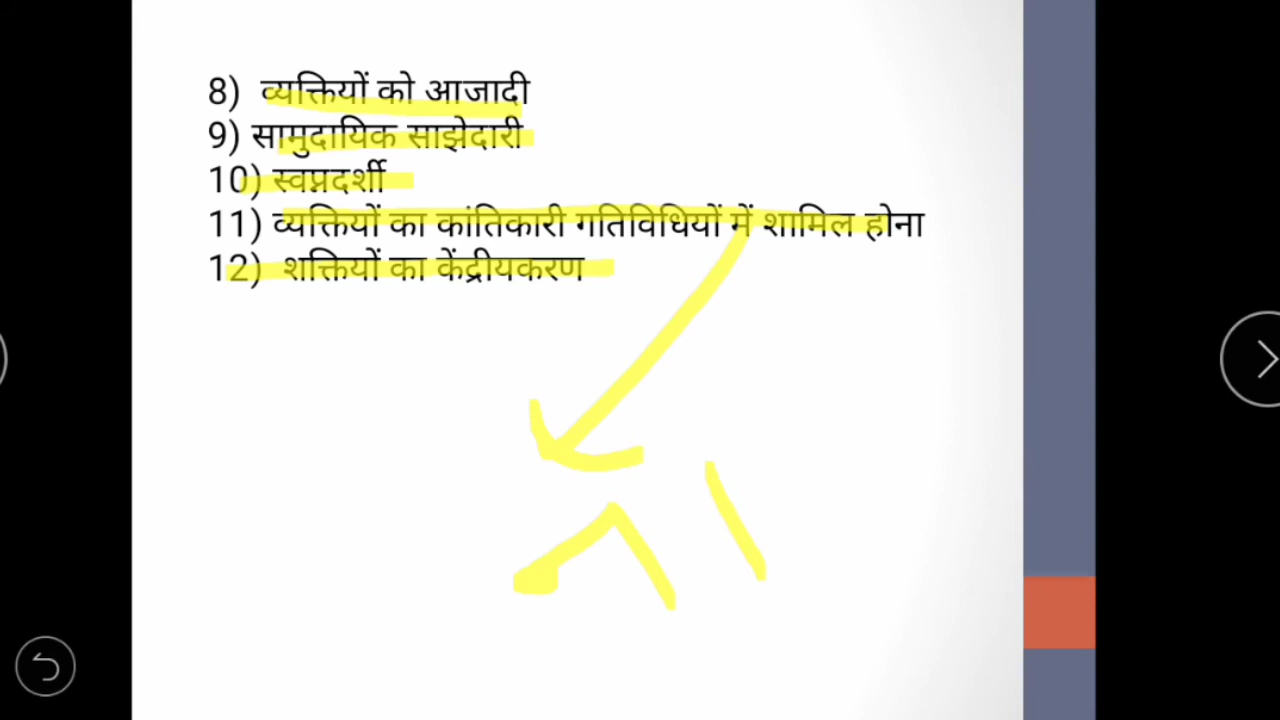 8) व्यक्तियों को आजादी
9) सामुदायिक साझेदारी
10) स्वप्नदर्शी
11) व्यक्तियों का कांतिकारी गतिविधियों में शामिल होना
12) शक्तियों का केंद्रीयकरण